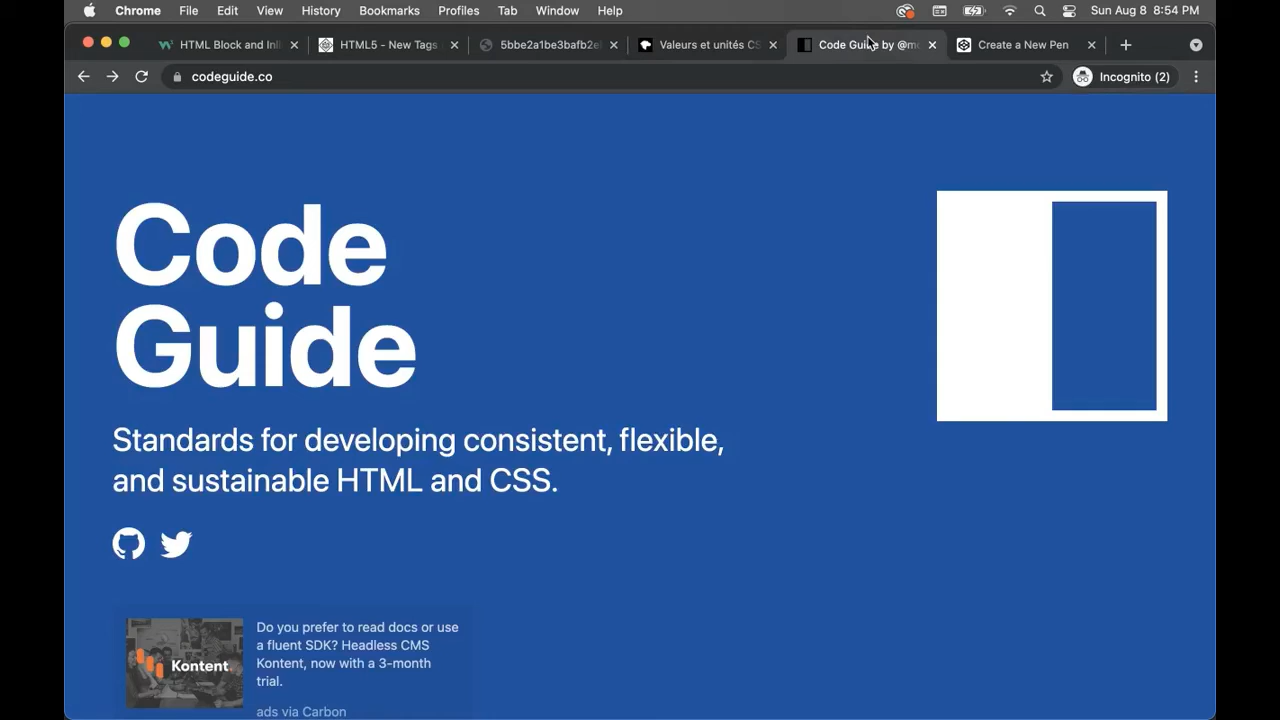 Chrome File Edit View History Bookmarks Profiles Tab Window Help Sun Aug 8 8:54 PM
HTML Block and Inli HTML5 - New Tags 5bbe2a1be3bafb2e Valeurs et unités CS Code Guide by @m Create a New Pen
codeguide.co Incognito (2)
Code
Guide
Standards for developing consistent, flexible,
and sustainable HTML and CSS.
Kontent.
Do you prefer to read docs or use
a fluent SDK? Headless CMS
Kontent, now with a 3-month
trial.
ads via Carbon